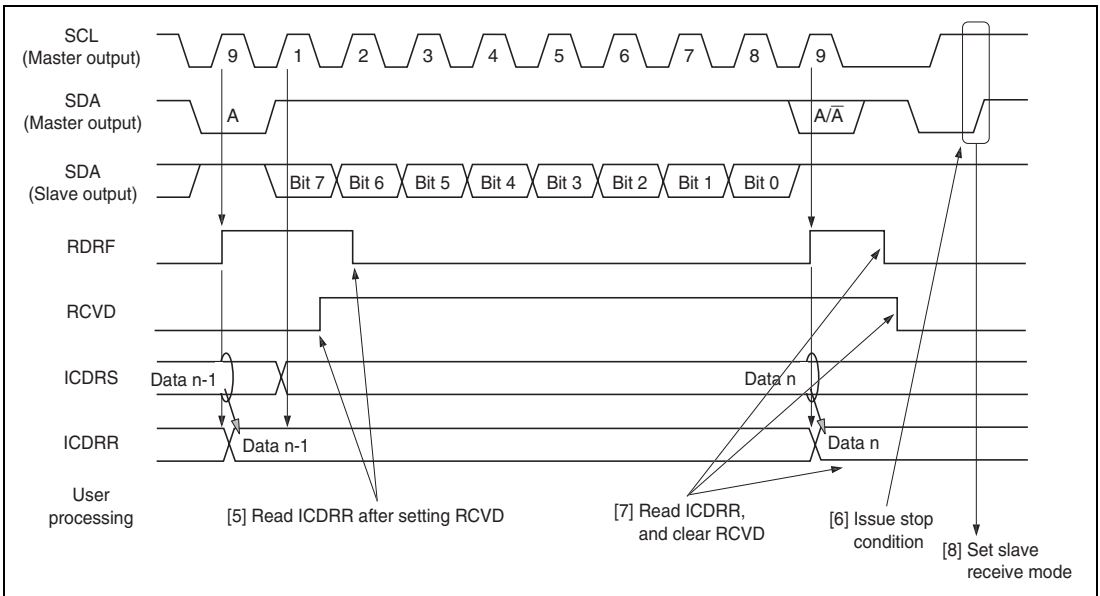 SCL
(Master output)
9 1 2 3 4 5 6 7 8 9
SDA
(Master output)
A A/A̅
SDA
(Slave output)
Bit 7 Bit 6 Bit 5 Bit 4 Bit 3 Bit 2 Bit 1 Bit 0
RDRF
RCVD
ICDRS
Data n-1 Data n
ICDRR
Data n-1 Data n
User
processing
[5] Read ICDRR after setting RCVD
[7] Read ICDRR,
and clear RCVD
[6] Issue stop
condition
[8] Set slave
receive mode